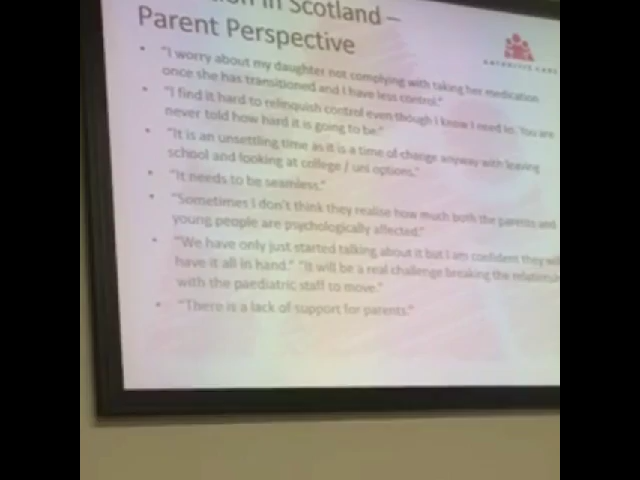 in Scotland –
Parent Perspective
• "I worry about my daughter not complying with taking her medication
once she has transitioned and I have less control."
• "I find it hard to relinquish control even though I know I need to. You are
never told how hard it is going to be."
• "It is an unsettling time as it is a time of change anyway with leaving
school and looking at college / uni options."
• "It needs to be seamless."
• "Sometimes I don't think they realise how much both the parents and
young people are psychologically affected."
• "We have only just started talking about it but I am confident they
have it all in hand." "It will be a real challenge breaking the
with the paediatric staff to move."
• "There is a lack of support for parents."